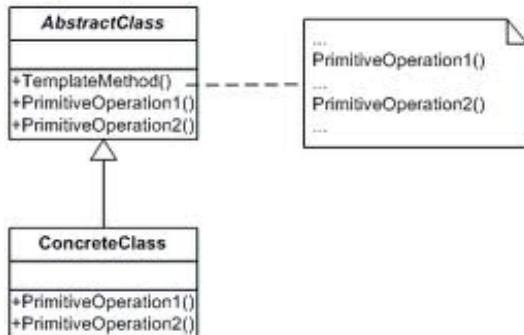 AbstractClass
+TemplateMethod()
+PrimitiveOperation1()
+PrimitiveOperation2()
...
PrimitiveOperation1()
...
PrimitiveOperation2()
...
ConcreteClass
+PrimitiveOperation1()
+PrimitiveOperation2()